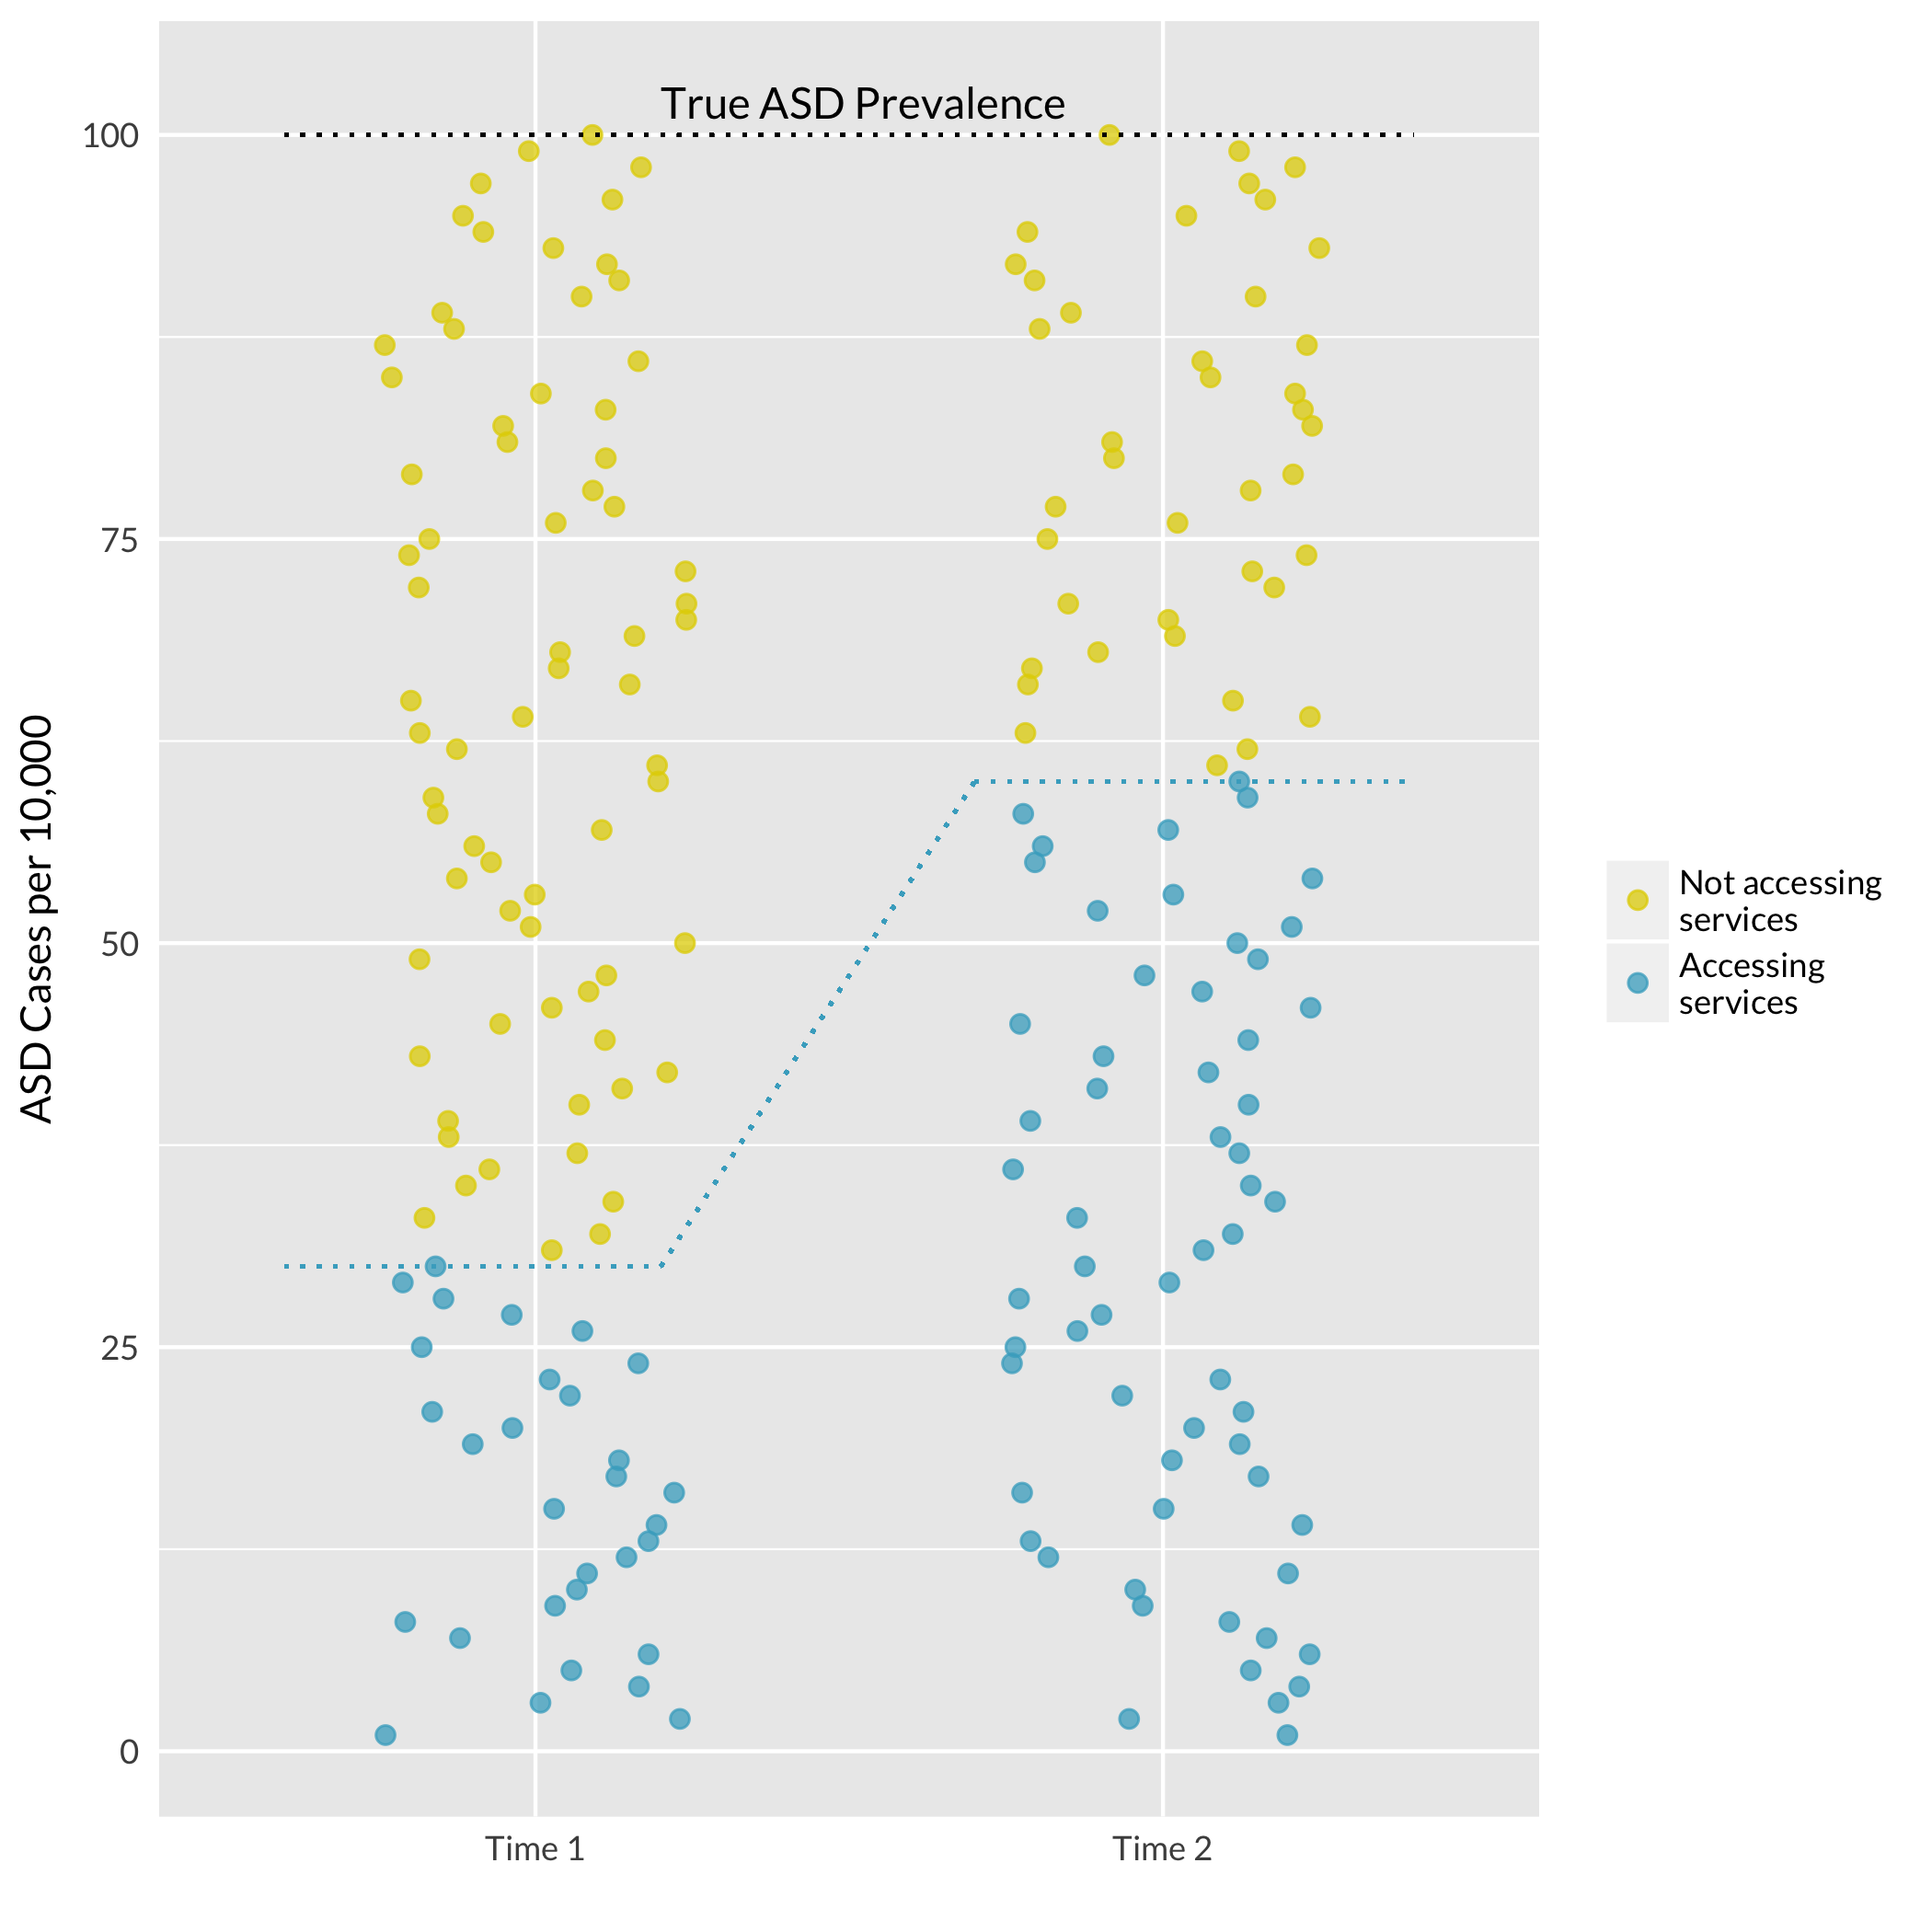 True ASD Prevalence
100
75
50
25
0
ASD Cases per 10,000
Time 1
Time 2
Not accessing
services
Accessing
services